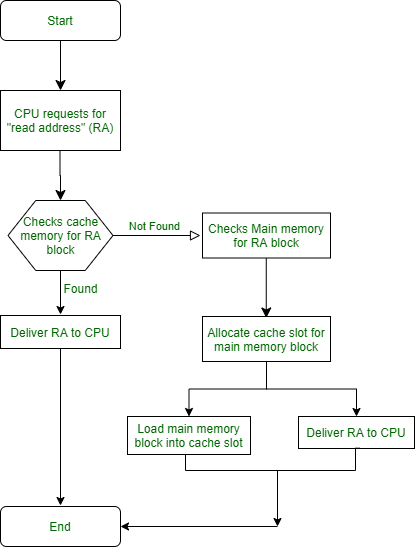 Start
CPU requests for
"read address" (RA)
Checks cache
memory for RA
block
Not Found
Checks Main memory
for RA block
Found
Deliver RA to CPU
Allocate cache slot for
main memory block
Load main memory
block into cache slot
Deliver RA to CPU
End